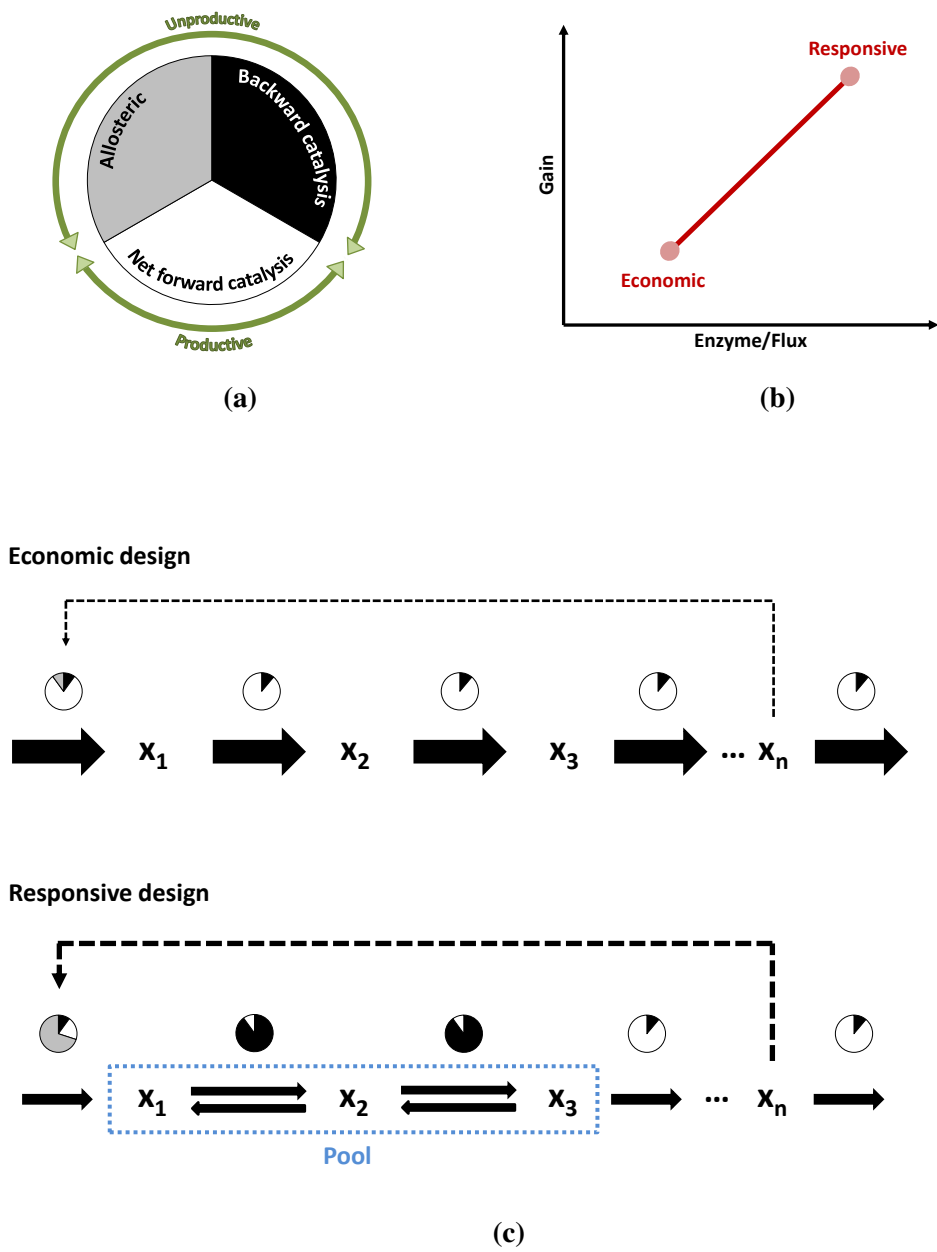 Unproductive
Allosteric
Backward catalysis
Net forward catalysis
Productive
(a)
Responsive
Gain
Economic
Enzyme/Flux
(b)
Economic design
x1 x2 x3 ... xn
Responsive design
x1 x2 x3 ... xn
Pool
(c)